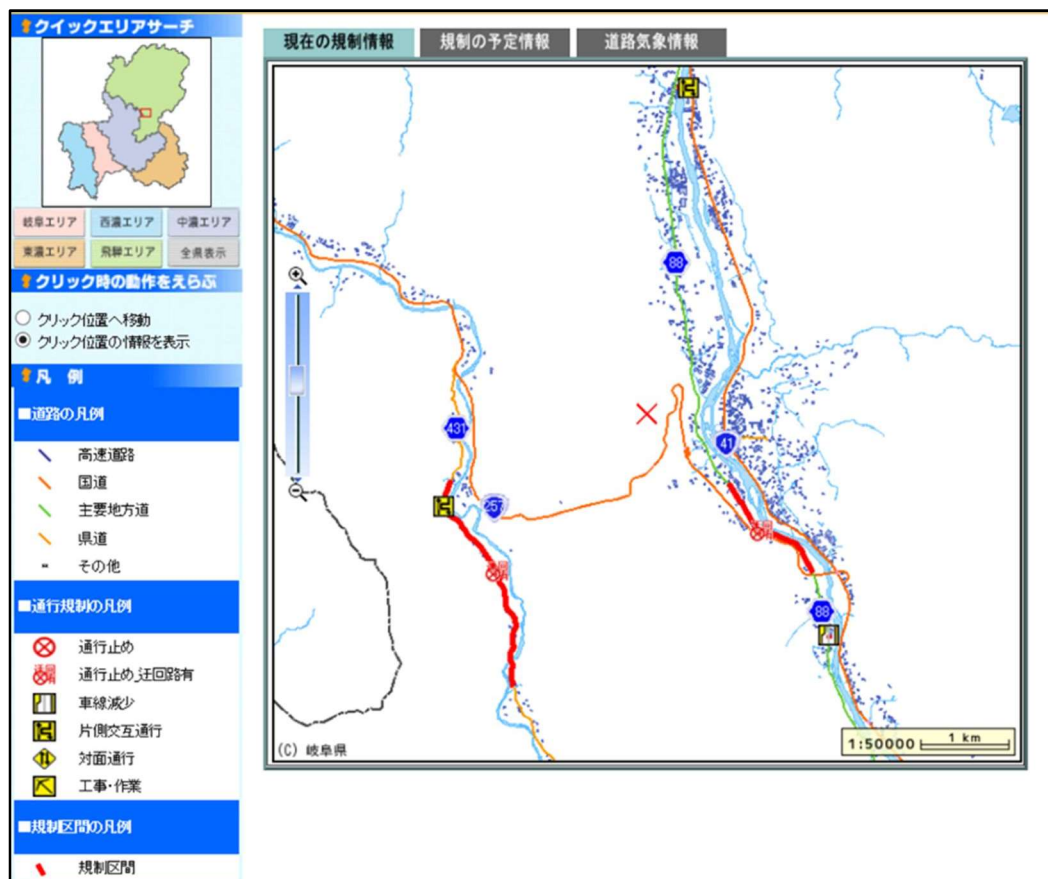 クイックエリアサーチ
岐阜エリア
西濃エリア
中濃エリア
東濃エリア
飛騨エリア
全県表示
クリック時の動作をえらぶ
クリック位置へ移動
クリック位置の情報を表示
凡 例
■道路の凡例
高速道路
国道
主要地方道
県道
その他
■通行規制の凡例
通行止め
通行止め_迂回路有
車線減少
片側交互通行
対面通行
工事・作業
■規制区間の凡例
規制区間
現在の規制情報
規制の予定情報
道路気象情報
88
431
41
257
88
(C) 岐阜県
1:50000
1 km